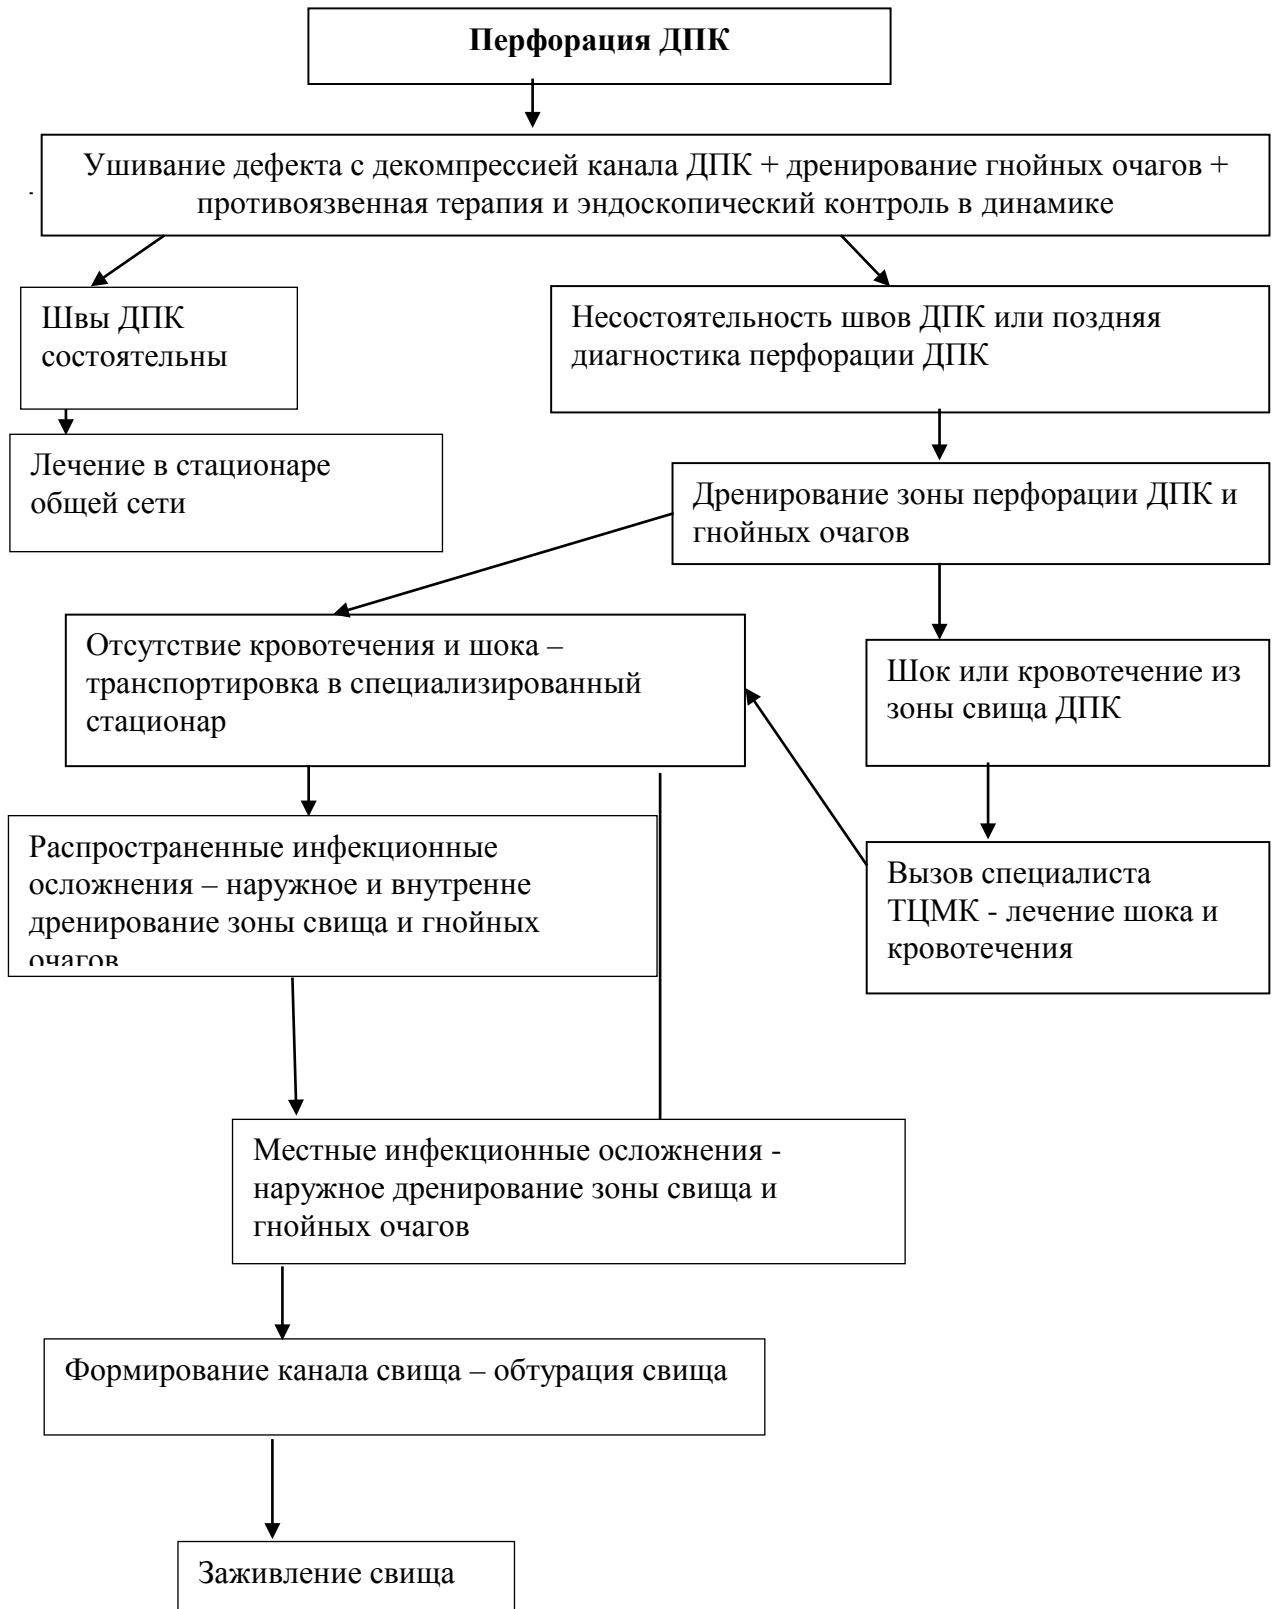 Перфорация ДПК
Ушивание дефекта с декомпрессией канала ДПК + дренирование гнойных очагов +
противоязвенная терапия и эндоскопический контроль в динамике
Швы ДПК
состоятельны
Несостоятельность швов ДПК или поздняя
диагностика перфорации ДПК
Лечение в стационаре
общей сети
Дренирование зоны перфорации ДПК и
гнойных очагов
Отсутствие кровотечения и шока –
транспортировка в специализированный
стационар
Шок или кровотечение из
зоны свища ДПК
Распространенные инфекционные
осложнения – наружное и внутренне
дренирование зоны свища и гнойных
очагов
Вызов специалиста
ТЦМК - лечение шока и
кровотечения
Местные инфекционные осложнения -
наружное дренирование зоны свища и
гнойных очагов
Формирование канала свища – обтурация свища
Заживление свища